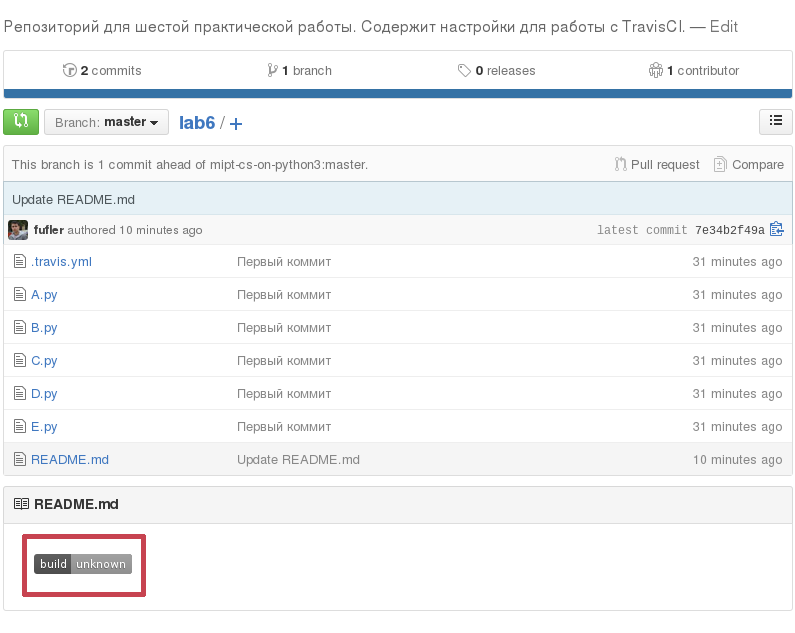 Репозиторий для шестой практической работы. Содержит настройки для работы с TravisCI. — Edit
2 commits 1 branch 0 releases 1 contributor
Branch: master lab6 / +
This branch is 1 commit ahead of mipt-cs-on-python3:master. Pull request Compare
Update README.md
fufler authored 10 minutes ago latest commit 7e34b2f49a
.travis.yml Первый коммит 31 minutes ago
A.py Первый коммит 31 minutes ago
B.py Первый коммит 31 minutes ago
C.py Первый коммит 31 minutes ago
D.py Первый коммит 31 minutes ago
E.py Первый коммит 31 minutes ago
README.md Update README.md 10 minutes ago
README.md
build unknown